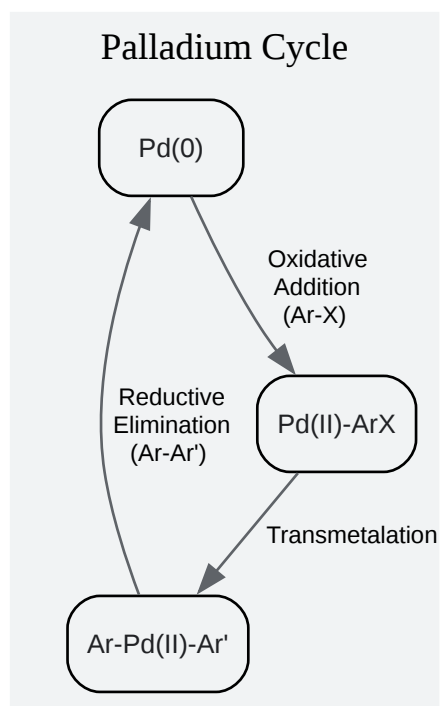 Palladium Cycle
Pd(0)
Oxidative
Addition
(Ar-X)
Reductive
Elimination
(Ar-Ar')
Pd(II)-ArX
Transmetalation
Ar-Pd(II)-Ar'